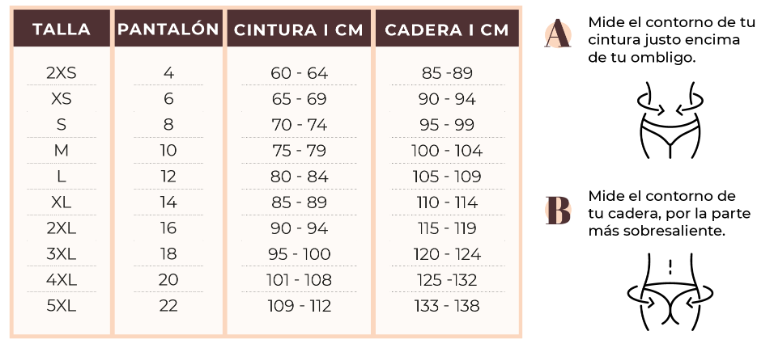 TALLA PANTALÓN CINTURA I CM CADERA I CM
2XS 4 60 - 64 85 -89
XS 6 65 - 69 90 - 94
S 8 70 - 74 95 - 99
M 10 75 - 79 100 - 104
L 12 80 - 84 105 - 109
XL 14 85 - 89 110 - 114
2XL 16 90 - 94 115 - 119
3XL 18 95 - 100 120 - 124
4XL 20 101 - 108 125 -132
5XL 22 109 - 112 133 - 138
A
Mide el contorno de tu
cintura justo encima
de tu ombligo.
B
Mide el contorno de
tu cadera, por la parte
más sobresaliente.